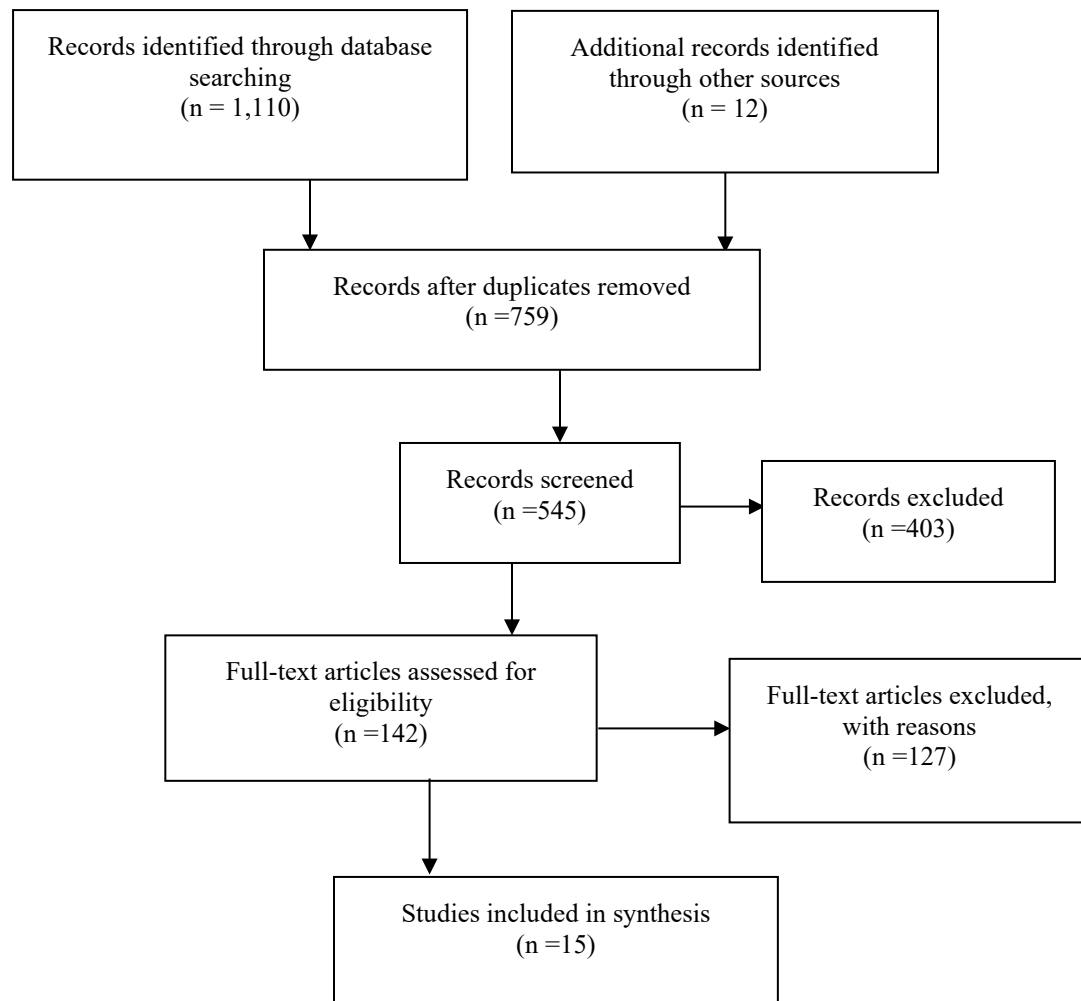 Records identified through database
searching
(n = 1,110)
Additional records identified
through other sources
(n = 12)
Records after duplicates removed
(n =759)
Records screened
(n =545)
Records excluded
(n =403)
Full-text articles assessed for
eligibility
(n =142)
Full-text articles excluded,
with reasons
(n =127)
Studies included in synthesis
(n =15)